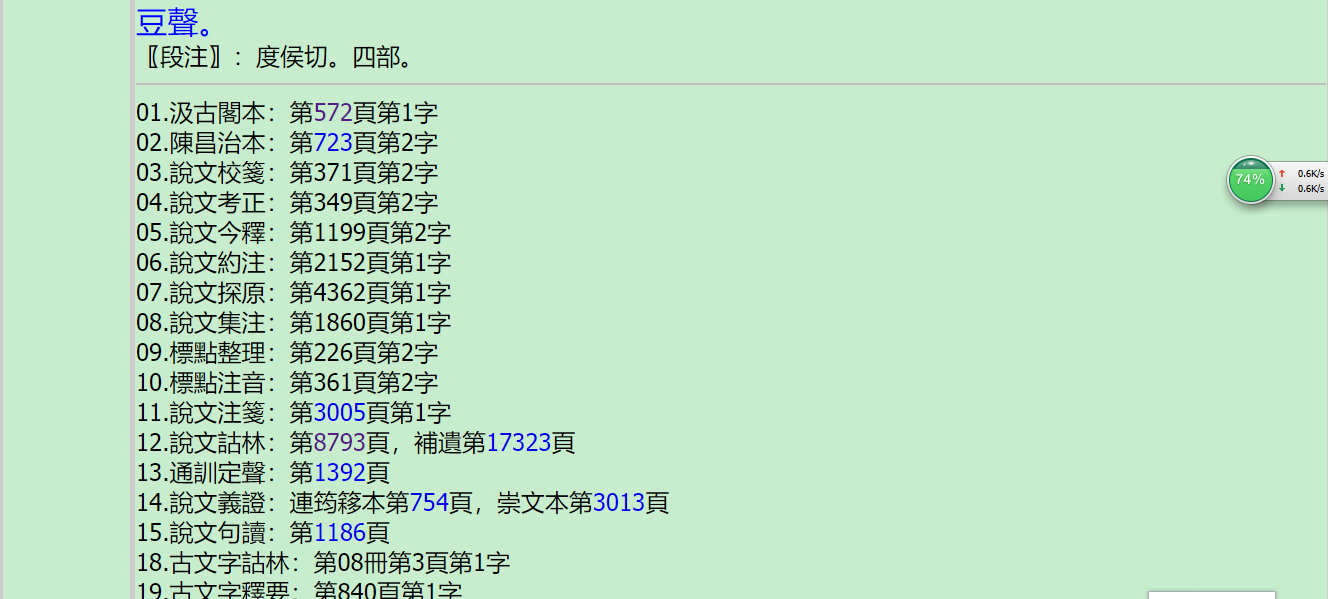 豆聲。
〖段注〗：度侯切。四部。
01.汲古閣本：第572頁第1字
02.陳昌治本：第723頁第2字
03.說文校箋：第371頁第2字
04.說文考正：第349頁第2字
05.說文今釋：第1199頁第2字
06.說文約注：第2152頁第1字
07.說文探原：第4362頁第1字
08.說文集注：第1860頁第1字
09.標點整理：第226頁第2字
10.標點注音：第361頁第2字
11.說文注箋：第3005頁第1字
12.說文詁林：第8793頁，補遺第17323頁
13.通訓定聲：第1392頁
14.說文義證：連筠簃本第754頁，崇文本第3013頁
15.說文句讀：第1186頁
18.古文字詁林：第08冊第3頁第1字
19.古文字釋要：第840頁第1字
74%
↑ 0.6K/s
↓ 0.6K/s